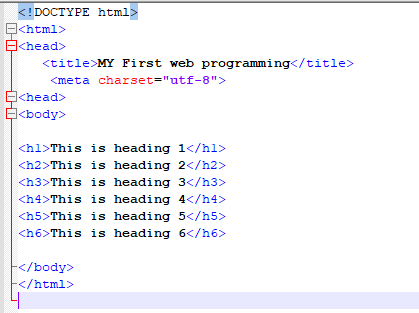 <!DOCTYPE html>
<html>
<head>
<title>MY First web programming</title>
<meta charset="utf-8">
<head>
<body>
<h1>This is heading 1</h1>
<h2>This is heading 2</h2>
<h3>This is heading 3</h3>
<h4>This is heading 4</h4>
<h5>This is heading 5</h5>
<h6>This is heading 6</h6>
</body>
</html>